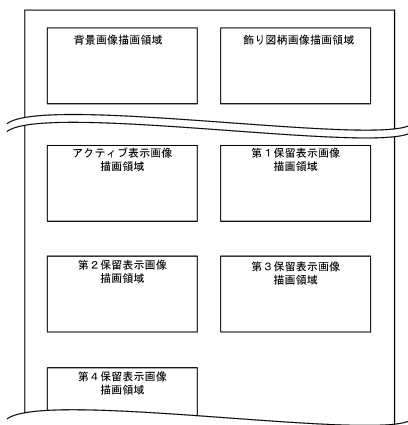 背景画像描画領域
飾り図柄画像描画領域
アクティブ表示画像
描画領域
第1保留表示画像
描画領域
第2保留表示画像
描画領域
第3保留表示画像
描画領域
第4保留表示画像
描画領域